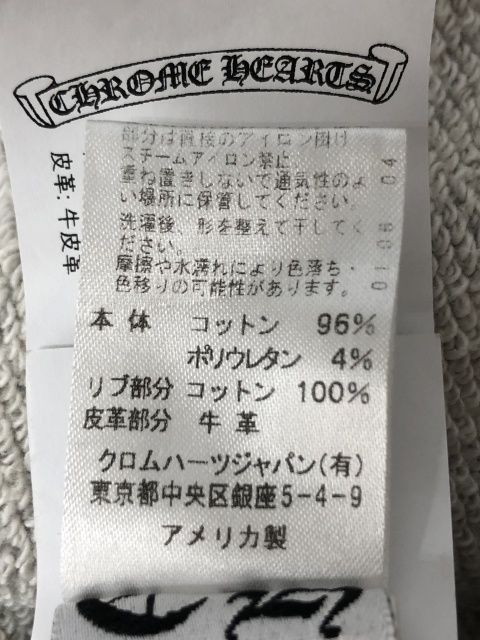 CHROME HEARTS
皮革:牛皮革
部分は直接のアイロン掛け
スチームアイロン禁止
重ね置きしないで通気性のよ
い場所に保管してください。
洗濯後、形を整えて干してく
ださい。
摩擦や水濡れにより色落ち・
色移りの可能性があります。
本体 コットン 96%
ポリウレタン 4%
リブ部分 コットン 100%
皮革部分 牛革
クロムハーツジャパン(有)
東京都中央区銀座5-4-9
アメリカ製